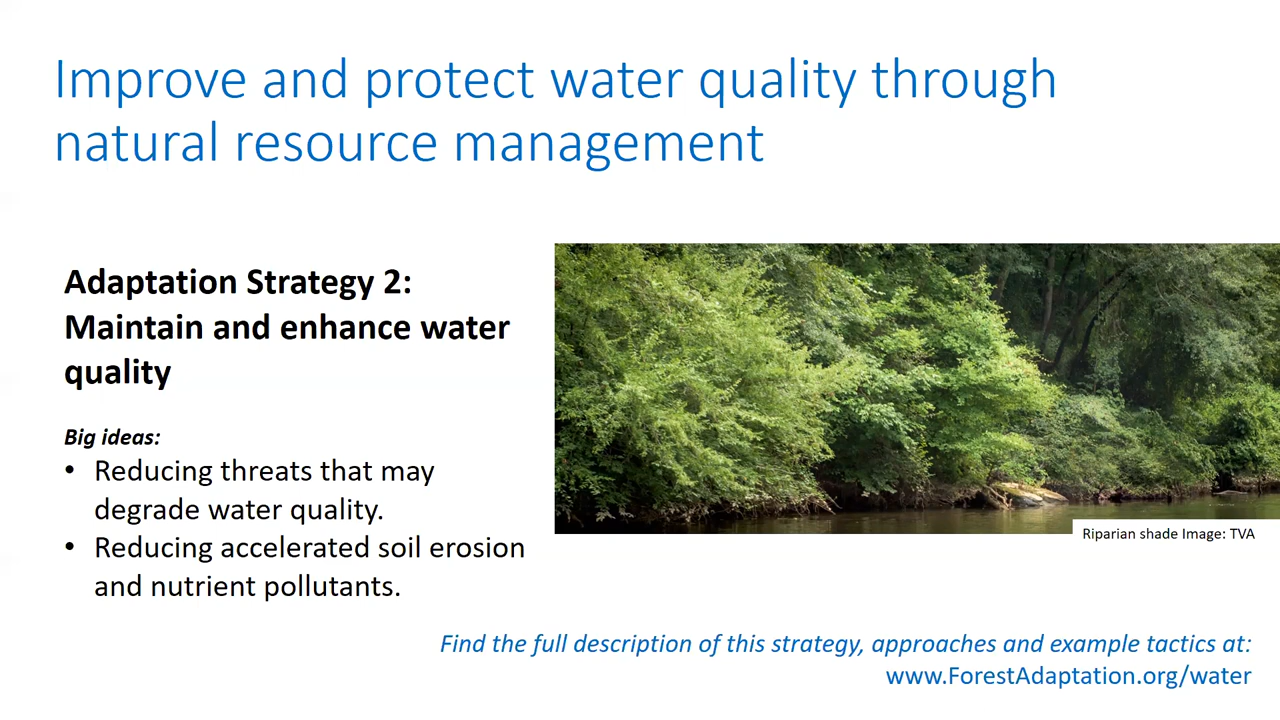 Improve and protect water quality through
natural resource management
Adaptation Strategy 2:
Maintain and enhance water
quality
Big ideas:
• Reducing threats that may
degrade water quality.
• Reducing accelerated soil erosion
and nutrient pollutants.
Riparian shade Image: TVA
Find the full description of this strategy, approaches and example tactics at:
www.ForestAdaptation.org/water